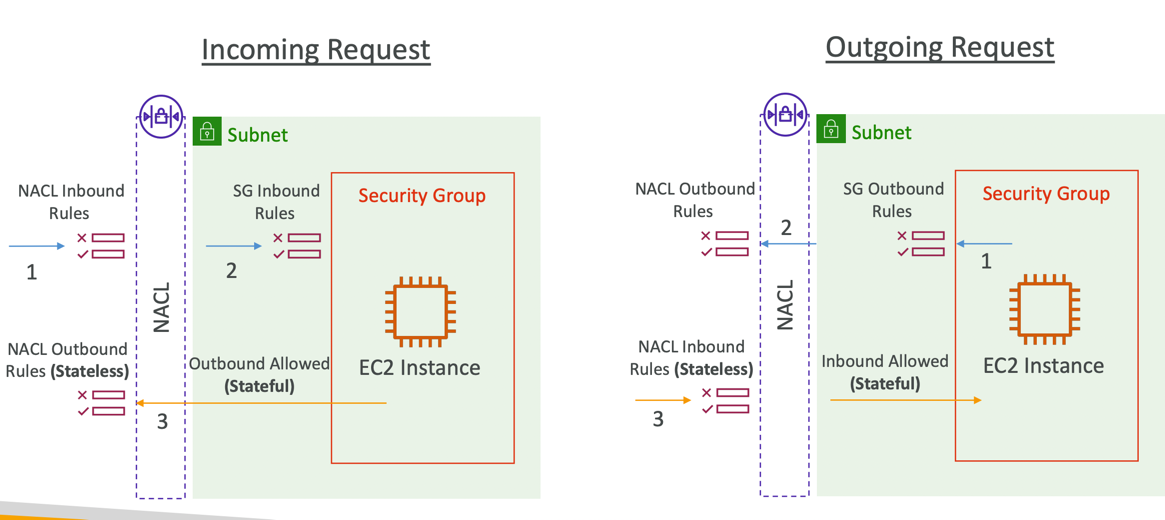 Incoming Request
NACL Inbound
Rules
1
NACL
Subnet
SG Inbound
Rules
2
Security Group
EC2 Instance
NACL Outbound
Rules (Stateless)
Outbound Allowed
(Stateful)
3
Outgoing Request
NACL Outbound
Rules
2
NACL
Subnet
SG Outbound
Rules
1
Security Group
EC2 Instance
NACL Inbound
Rules (Stateless)
3
Inbound Allowed
(Stateful)